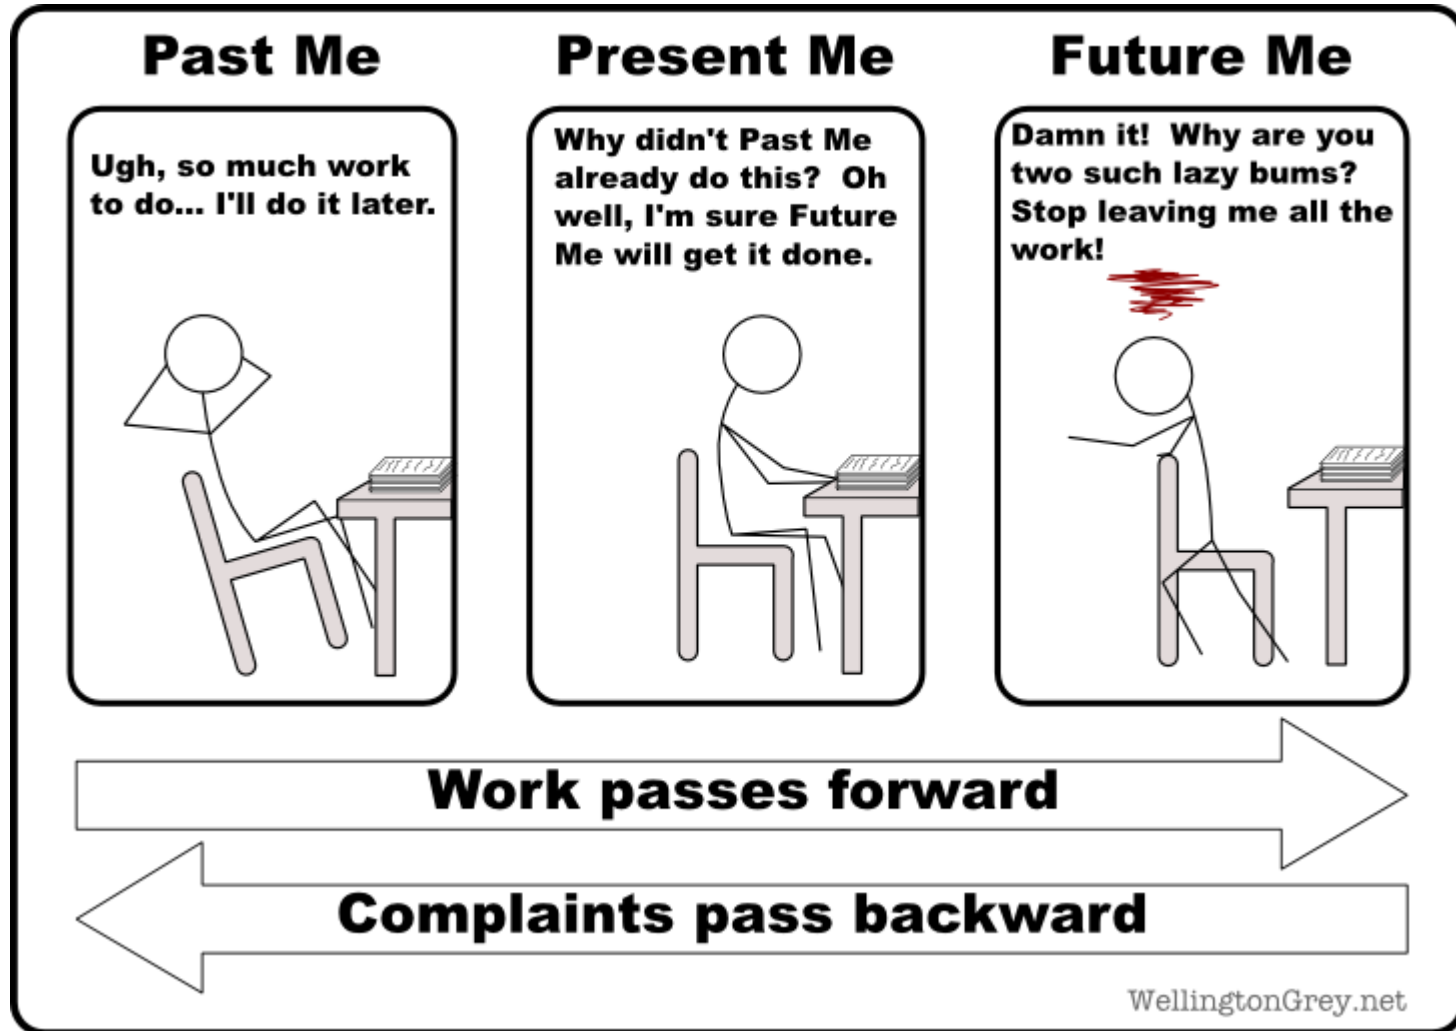 Past Me
Present Me
Future Me
Ugh, so much work
to do... I'll do it later.
Why didn't Past Me
already do this?  Oh
well, I'm sure Future
Me will get it done.
Damn it!  Why are you
two such lazy bums?
Stop leaving me all the
work!
Work passes forward
Complaints pass backward
WellingtonGrey.net